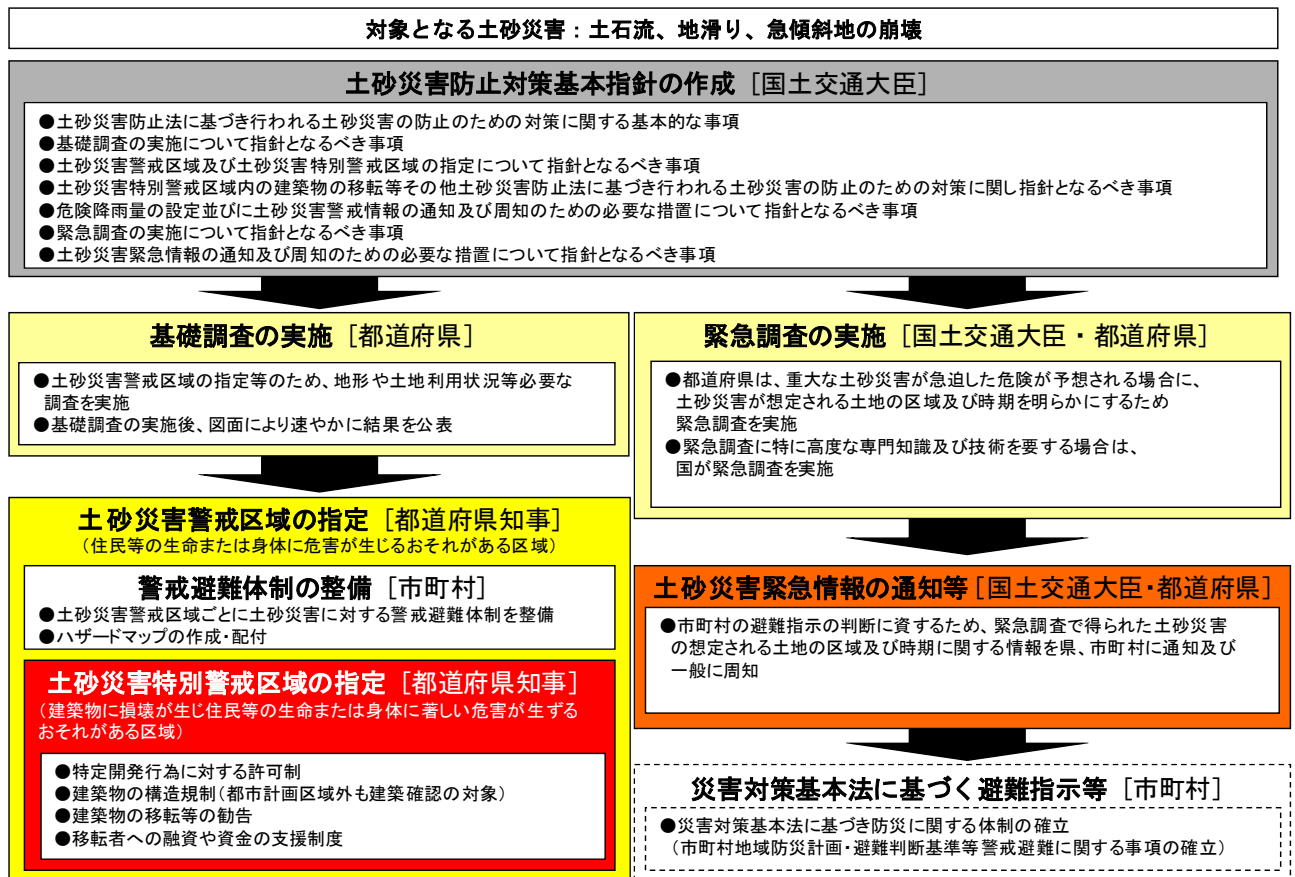 対象となる土砂災害：土石流、地滑り、急傾斜地の崩壊
土砂災害防止対策基本指針の作成［国土交通大臣］
●土砂災害防止法に基づき行われる土砂災害の防止のための対策に関する基本的な事項
●基礎調査の実施について指針となるべき事項
●土砂災害警戒区域及び土砂災害特別警戒区域の指定について指針となるべき事項
●土砂災害特別警戒区域内の建築物の移転等その他土砂災害防止法に基づき行われる土砂災害の防止のための対策に関し指針となるべき事項
●危険降雨量の設定並びに土砂災害警戒情報の通知及び周知のための必要な措置について指針となるべき事項
●緊急調査の実施について指針となるべき事項
●土砂災害緊急情報の通知及び周知のための必要な措置について指針となるべき事項
基礎調査の実施［都道府県］
●土砂災害警戒区域の指定等のため、地形や土地利用状況等必要な
調査を実施
●基礎調査の実施後、図面により速やかに結果を公表
土砂災害警戒区域の指定［都道府県知事］
（住民等の生命または身体に危害が生じるおそれがある区域）
警戒避難体制の整備［市町村］
●土砂災害警戒区域ごとに土砂災害に対する警戒避難体制を整備
●ハザードマップの作成・配付
土砂災害特別警戒区域の指定［都道府県知事］
（建築物に損壊が生じ住民等の生命または身体に著しい危害が生ずる
おそれがある区域）
●特定開発行為に対する許可制
●建築物の構造規制（都市計画区域外も建築確認の対象）
●建築物の移転等の勧告
●移転者への融資や資金の支援制度
緊急調査の実施［国土交通大臣・都道府県］
●都道府県は、重大な土砂災害が急迫した危険が予想される場合に、
土砂災害が想定される土地の区域及び時期を明らかにするため
緊急調査を実施
●緊急調査に特に高度な専門知識及び技術を要する場合は、
国が緊急調査を実施
土砂災害緊急情報の通知等［国土交通大臣・都道府県］
●市町村の避難指示の判断に資するため、緊急調査で得られた土砂災害
の想定される土地の区域及び時期に関する情報を県、市町村に通知及び
一般に周知
災害対策基本法に基づく避難指示等［市町村］
●災害対策基本法に基づき防災に関する体制の確立
（市町村地域防災計画・避難判断基準等警戒避難に関する事項の確立）